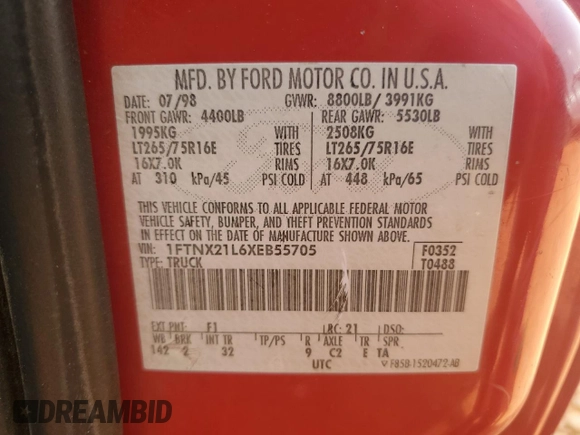 MFD. BY FORD MOTOR CO. IN U.S.A.
DATE: 07/98 GVWR: 8800LB/ 3991KG
FRONT GAWR: 4400LB REAR GAWR: 5530LB
1995KG WITH 2508KG WITH
LT265/75R16E TIRES LT265/75R16E TIRES
16X7.0K RIMS 16X7.0K RIMS
AT 310 kPa/45 PSI COLD AT 448 kPa/65 PSI COLD
THIS VEHICLE CONFORMS TO ALL APPLICABLE FEDERAL MOTOR
VEHICLE SAFETY, BUMPER, AND THEFT PREVENTION STANDARDS
IN EFFECT ON THE DATE OF MANUFACTURE SHOWN ABOVE.
VIN: 1FTNX21L6XEB55705 F0352
TYPE: TRUCK T0488
EXT PNT: F1 RC: 21 DSO:
WB BRK INT TR TP/PS R AXLE TR SPR
142 2 32 9 C2 E TA
UTC F85B-1520472-AB
DREAMBID